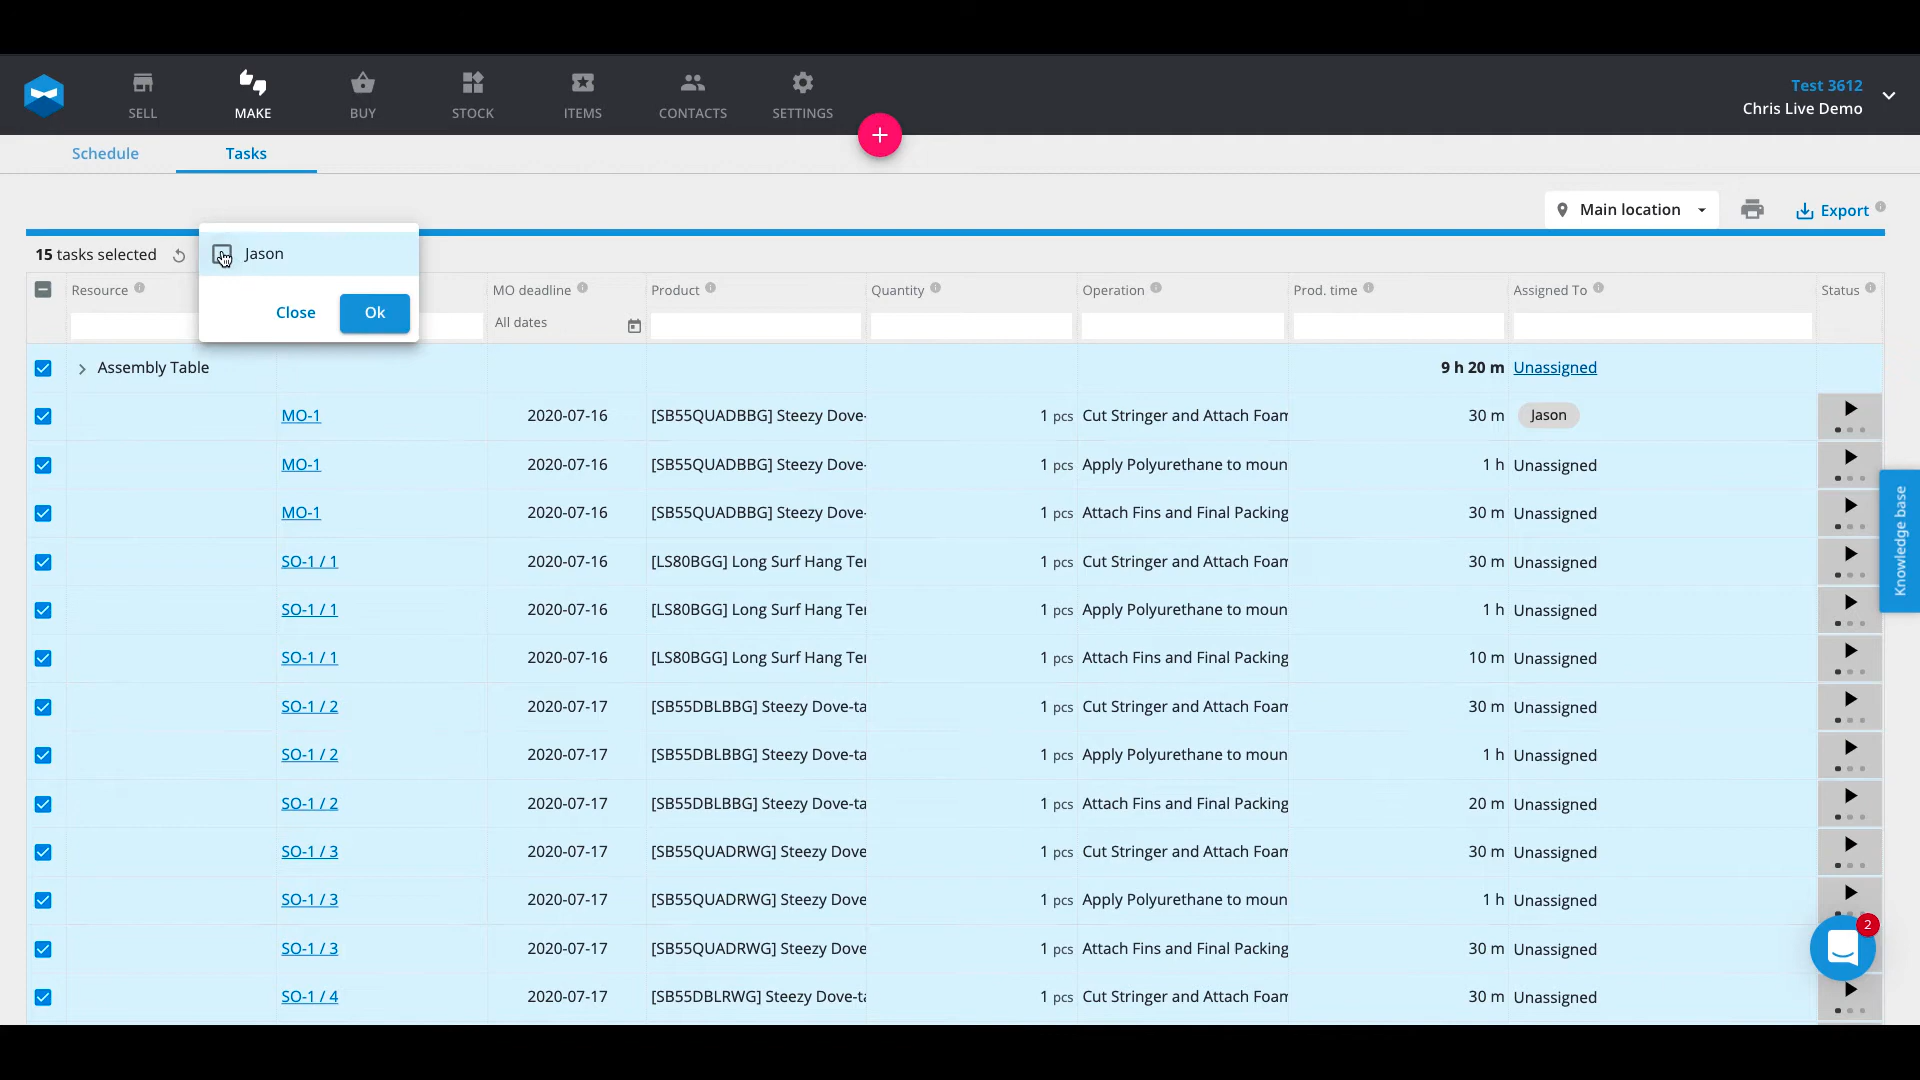 SELL MAKE BUY STOCK ITEMS CONTACTS SETTINGS
Test 3612
Chris Live Demo
+
Schedule Tasks
Main location Export
15 tasks selected
Jason
Close Ok
Resource MO deadline Product Quantity Operation Prod. time Assigned To Status
All dates
Assembly Table 9 h 20 m Unassigned
MO-1 2020-07-16 [SB55QUADBBG] Steezy Dove- 1 pcs Cut Stringer and Attach Foam 30 m Jason
MO-1 2020-07-16 [SB55QUADBBG] Steezy Dove- 1 pcs Apply Polyurethane to moun 1 h Unassigned
MO-1 2020-07-16 [SB55QUADBBG] Steezy Dove- 1 pcs Attach Fins and Final Packing 30 m Unassigned
SO-1 / 1 2020-07-16 [LS80BGG] Long Surf Hang Ter 1 pcs Cut Stringer and Attach Foam 30 m Unassigned
SO-1 / 1 2020-07-16 [LS80BGG] Long Surf Hang Ter 1 pcs Apply Polyurethane to moun 1 h Unassigned
SO-1 / 1 2020-07-16 [LS80BGG] Long Surf Hang Ter 1 pcs Attach Fins and Final Packing 10 m Unassigned
SO-1 / 2 2020-07-17 [SB55DBLBBG] Steezy Dove-ta 1 pcs Cut Stringer and Attach Foam 30 m Unassigned
SO-1 / 2 2020-07-17 [SB55DBLBBG] Steezy Dove-ta 1 pcs Apply Polyurethane to moun 1 h Unassigned
SO-1 / 2 2020-07-17 [SB55DBLBBG] Steezy Dove-ta 1 pcs Attach Fins and Final Packing 20 m Unassigned
SO-1 / 3 2020-07-17 [SB55QUADRWG] Steezy Dove 1 pcs Cut Stringer and Attach Foam 30 m Unassigned
SO-1 / 3 2020-07-17 [SB55QUADRWG] Steezy Dove 1 pcs Apply Polyurethane to moun 1 h Unassigned
SO-1 / 3 2020-07-17 [SB55QUADRWG] Steezy Dove 1 pcs Attach Fins and Final Packing 30 m Unassigned
SO-1 / 4 2020-07-17 [SB55DBLRWG] Steezy Dove-ta 1 pcs Cut Stringer and Attach Foam 30 m Unassigned
Knowledge base
2